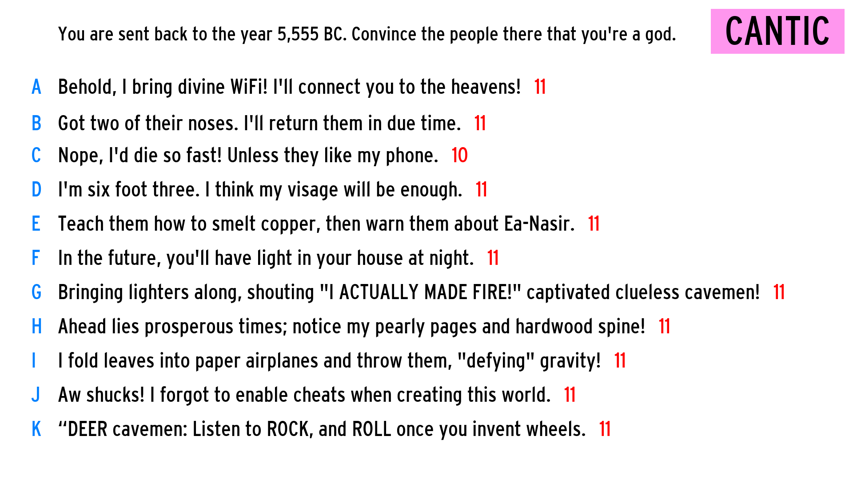 You are sent back to the year 5,555 BC. Convince the people there that you're a god. CANTIC
A Behold, I bring divine WiFi! I'll connect you to the heavens! 11
B Got two of their noses. I'll return them in due time. 11
C Nope, I'd die so fast! Unless they like my phone. 10
D I'm six foot three. I think my visage will be enough. 11
E Teach them how to smelt copper, then warn them about Ea-Nasir. 11
F In the future, you'll have light in your house at night. 11
G Bringing lighters along, shouting "I ACTUALLY MADE FIRE!" captivated clueless cavemen! 11
H Ahead lies prosperous times; notice my pearly pages and hardwood spine! 11
I I fold leaves into paper airplanes and throw them, "defying" gravity! 11
J Aw shucks! I forgot to enable cheats when creating this world. 11
K “DEER cavemen: Listen to ROCK, and ROLL once you invent wheels. 11